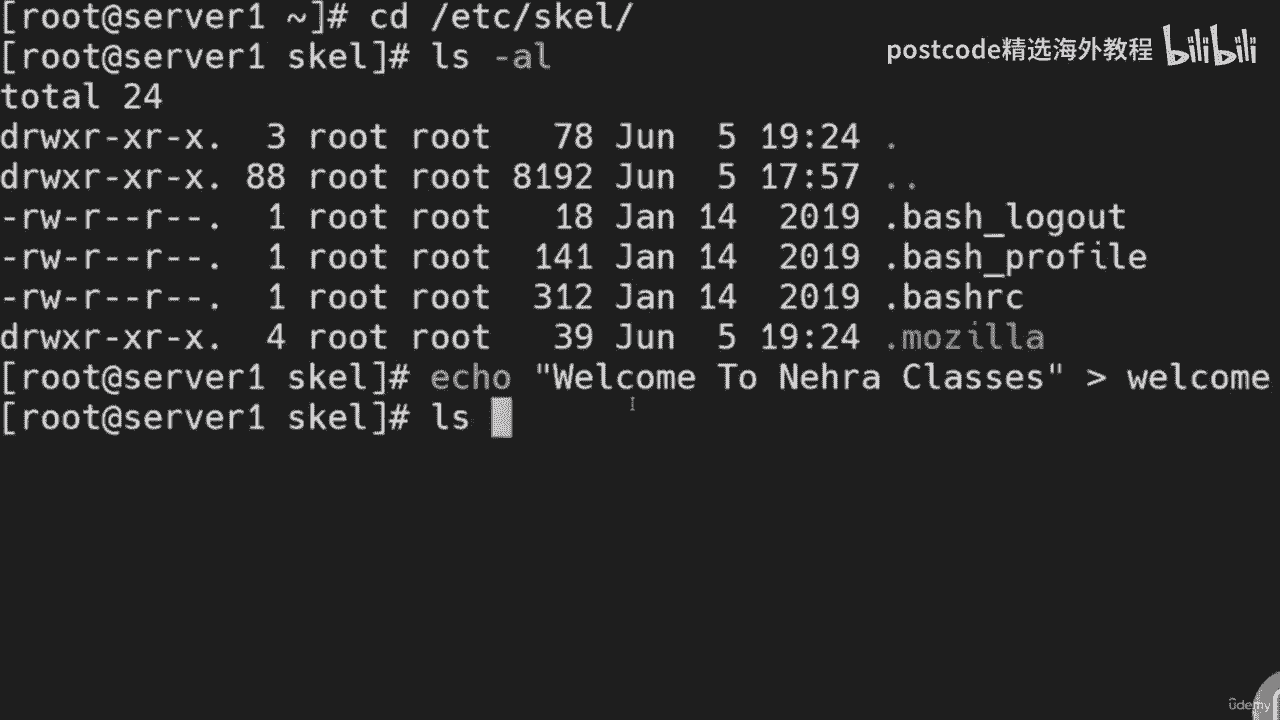 [root@server1 ~]# cd /etc/skel/
[root@server1 skel]# ls -al
postcode精选海外教程 bilibili
total 24
drwxr-xr-x.  3 root root   78 Jun  5 19:24 .
drwxr-xr-x. 88 root root 8192 Jun  5 17:57 ..
-rw-r--r--.  1 root root   18 Jan 14  2019 .bash_logout
-rw-r--r--.  1 root root  141 Jan 14  2019 .bash_profile
-rw-r--r--.  1 root root  312 Jan 14  2019 .bashrc
drwxr-xr-x.  4 root root   39 Jun  5 19:24 .mozilla
[root@server1 skel]# echo "Welcome To Nehra Classes" > welcome
[root@server1 skel]# ls
udemy